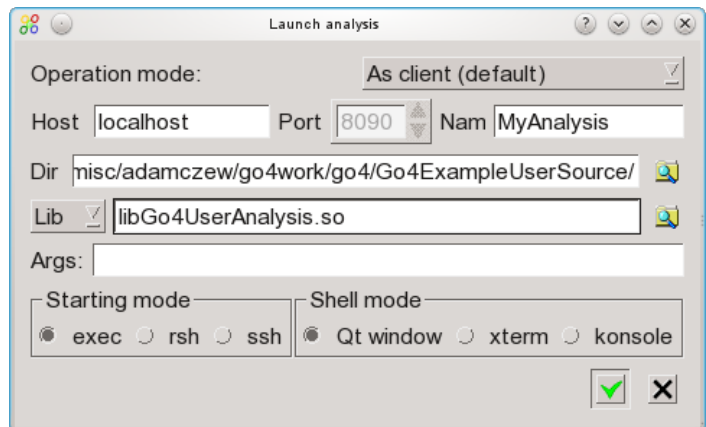 Launch analysis
Operation mode: As client (default)
Host localhost Port 8090 Nam MyAnalysis
Dir misc/adamczew/go4work/go4/Go4ExampleUserSource/
Lib libGo4UserAnalysis.so
Args:
Starting mode Shell mode
exec rsh ssh Qt window xterm konsole